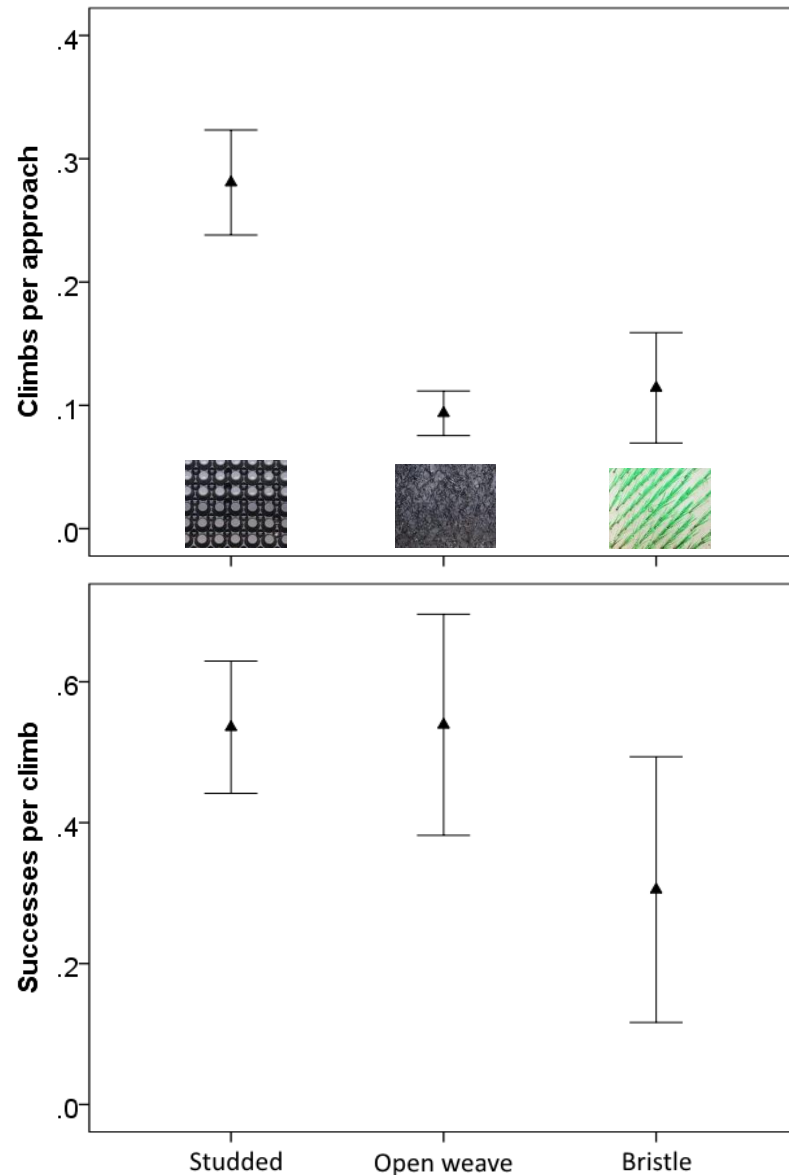 Climbs per approach
.4
.3
.2
.1
.0
Successes per climb
.6
.4
.2
.0
Studded
Open weave
Bristle